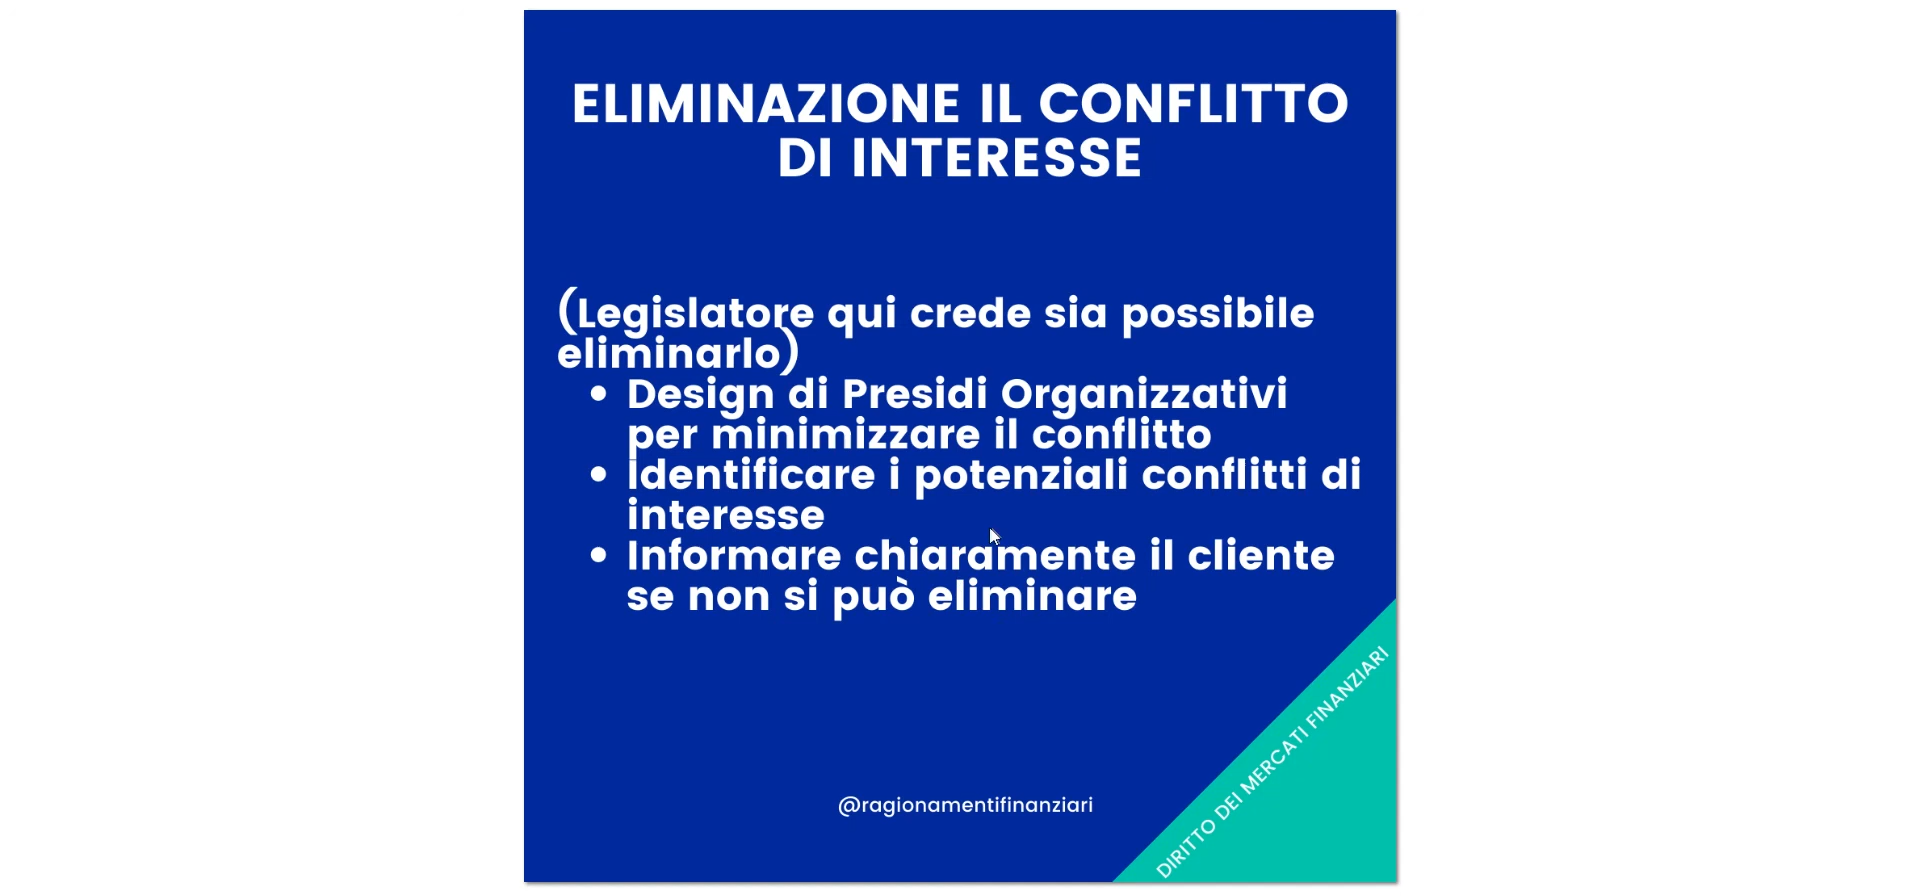 ELIMINAZIONE IL CONFLITTO
DI INTERESSE
(Legislatore qui crede sia possibile
eliminarlo)
• Design di Presidi Organizzativi
per minimizzare il conflitto
• Identificare i potenziali conflitti di
interesse
• Informare chiaramente il cliente
se non si può eliminare
@ragionamentifinanziari
DIRITTO DEI MERCATI FINANZIARI